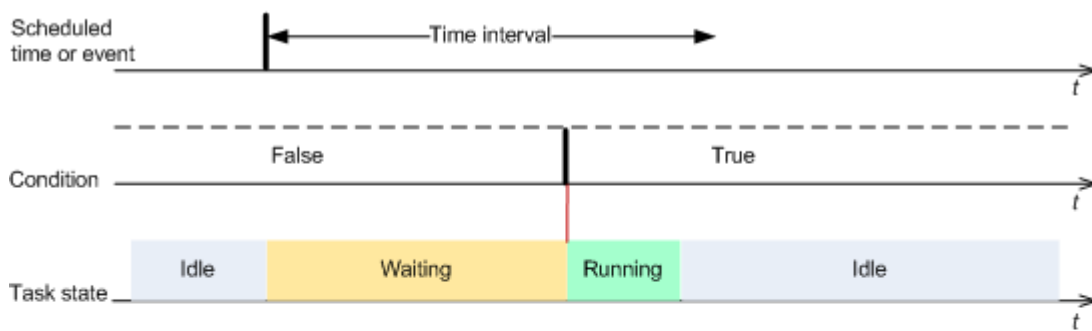 Scheduled
time or event
Time interval
t
False
True
Condition
t
Idle
Waiting
Running
Idle
Task state
t